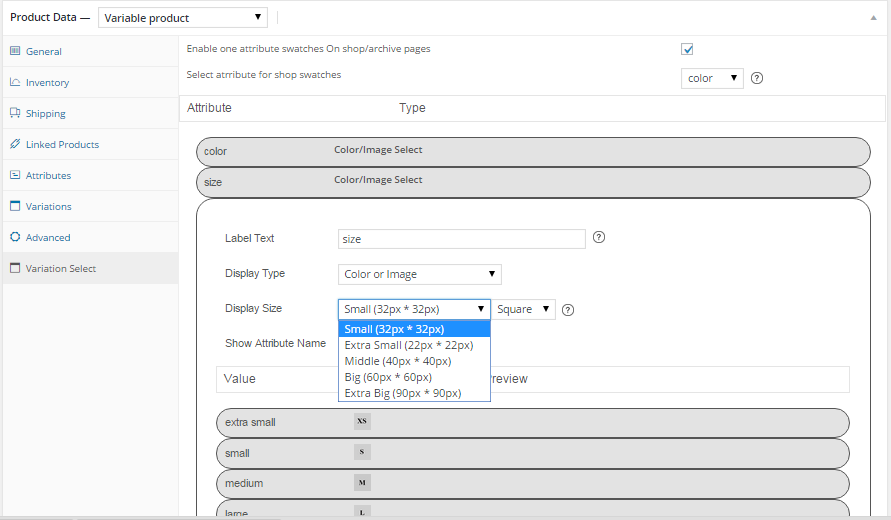 Product Data — Variable product
General
Inventory
Shipping
Linked Products
Attributes
Variations
Advanced
Variation Select
Enable one attribute swatches On shop/archive pages
Select atrribute for shop swatches color ?
Attribute Type
color Color/Image Select
size Color/Image Select
Label Text size ?
Display Type Color or Image
Display Size Small (32px * 32px) Square ?
Small (32px * 32px)
Extra Small (22px * 22px)
Middle (40px * 40px)
Big (60px * 60px)
Extra Big (90px * 90px)
Show Attribute Name
Value Preview
extra small XS
small S
medium M
large L